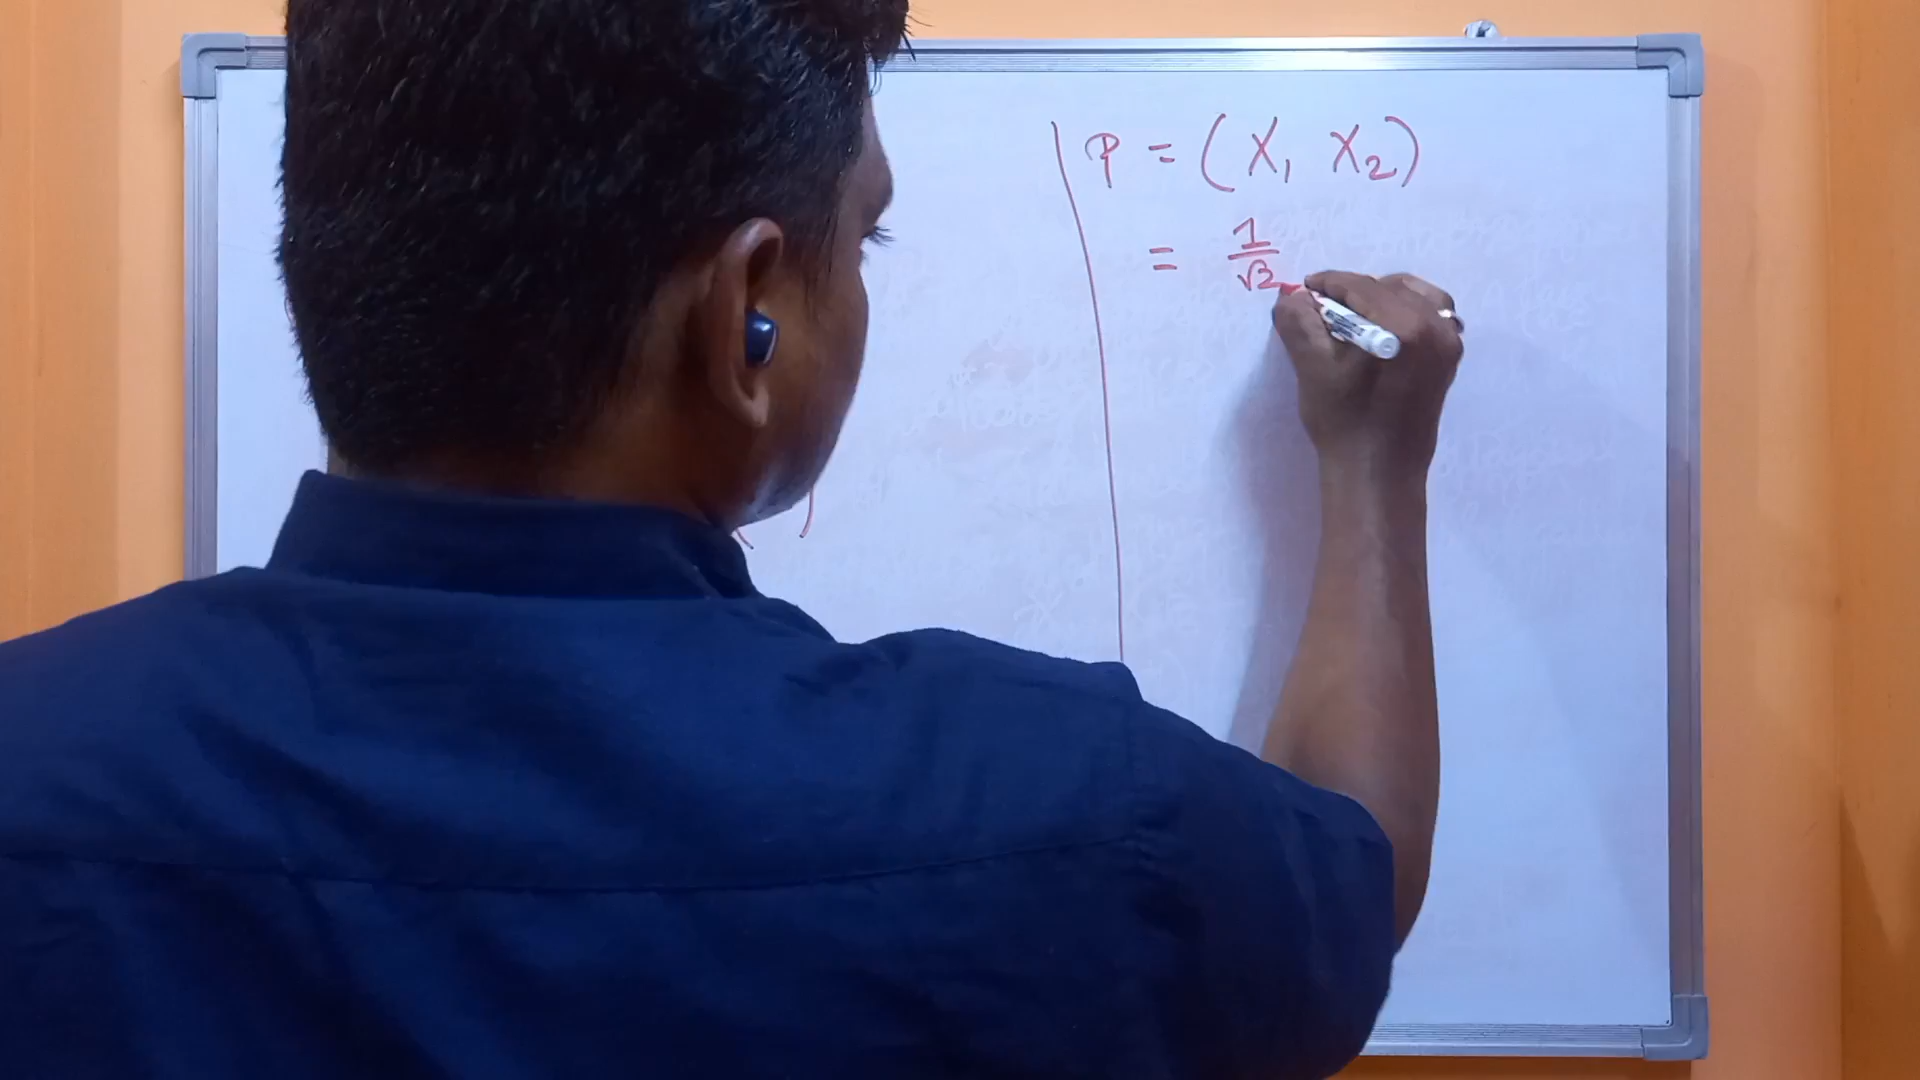 P = (X₁ X₂)
= 1/√2